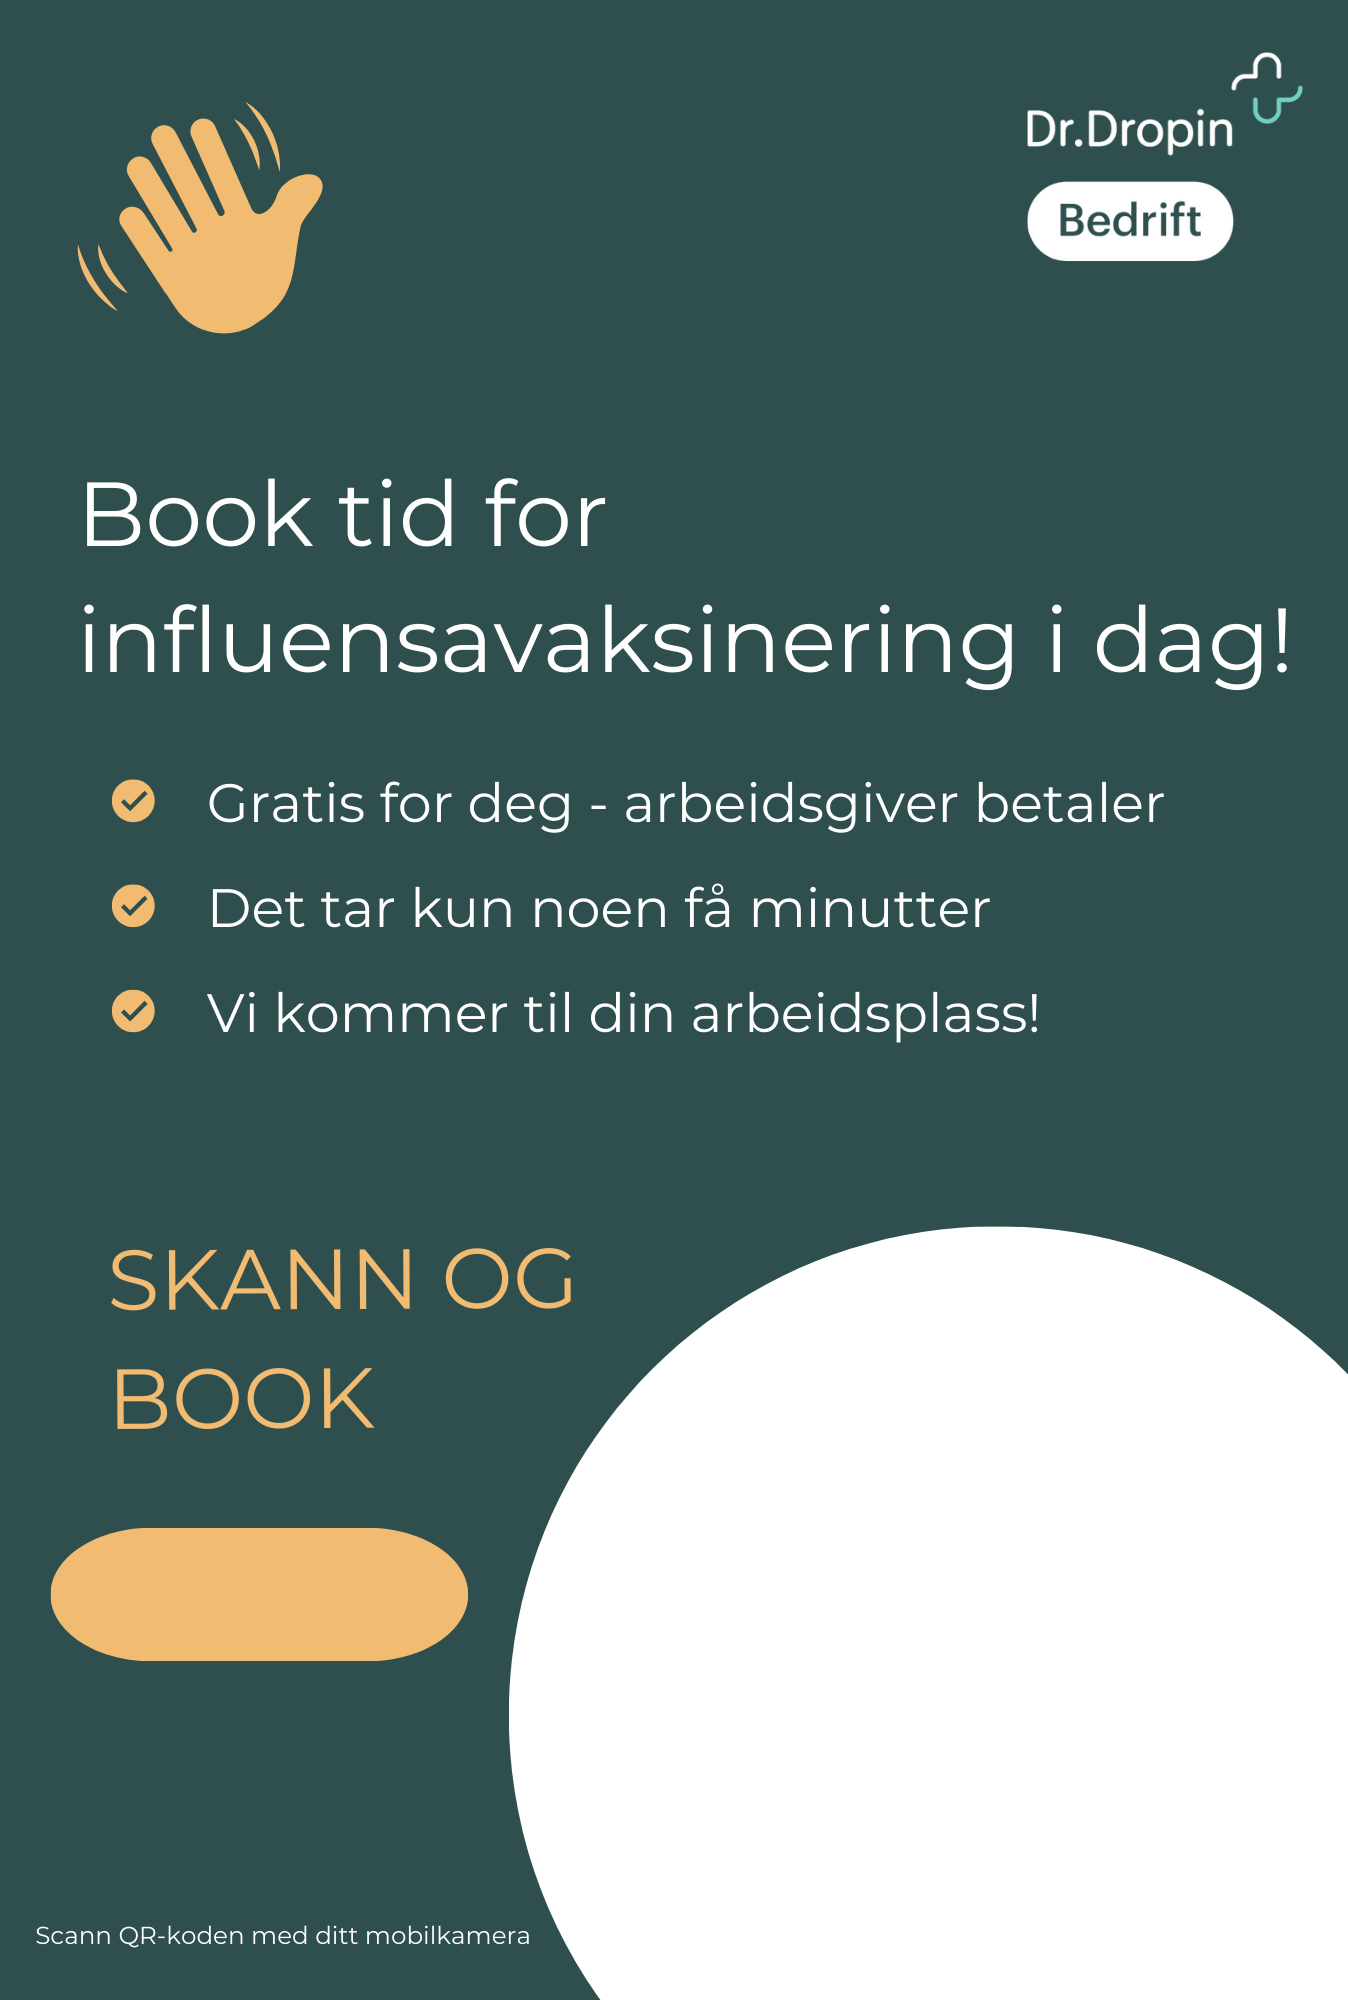 Dr.Dropin
Bedrift
Book tid for
influensavaksinering i dag!
Gratis for deg - arbeidsgiver betaler
Det tar kun noen få minutter
Vi kommer til din arbeidsplass!
SKANN OG
BOOK
Scann QR-koden med ditt mobilkamera